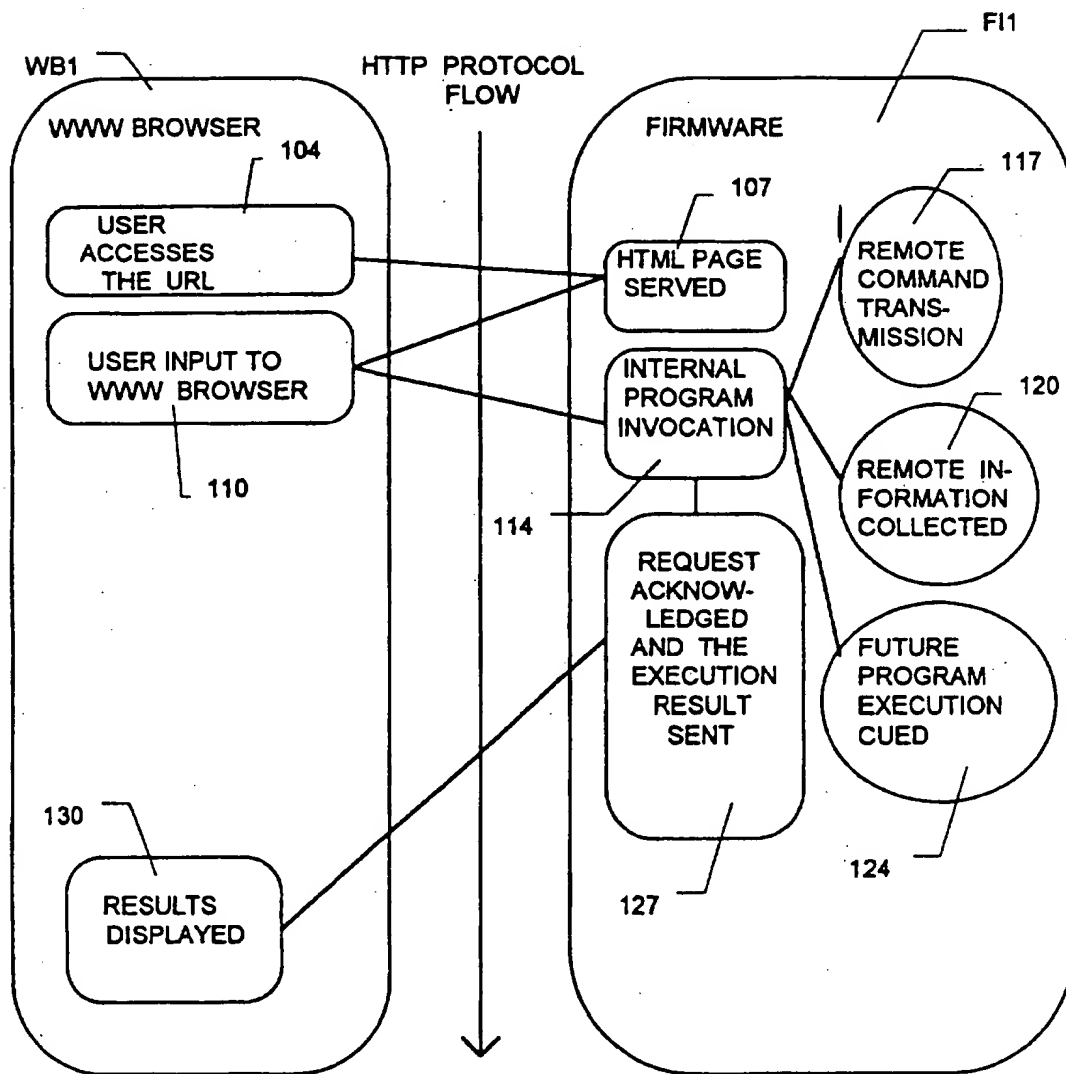 FI1
WB1
HTTP PROTOCOL
FLOW
WWW BROWSER
FIRMWARE
104
117
107
USER
ACCESSES
THE URL
HTML PAGE
SERVED
REMOTE
COMMAND
TRANS-
MISSION
USER INPUT TO
WWW BROWSER
INTERNAL
PROGRAM
INVOCATION
120
REMOTE IN-
FORMATION
COLLECTED
110
114
REQUEST
ACKNOW-
LEDGED
AND THE
EXECUTION
RESULT
SENT
FUTURE
PROGRAM
EXECUTION
CUED
130
124
127
RESULTS
DISPLAYED